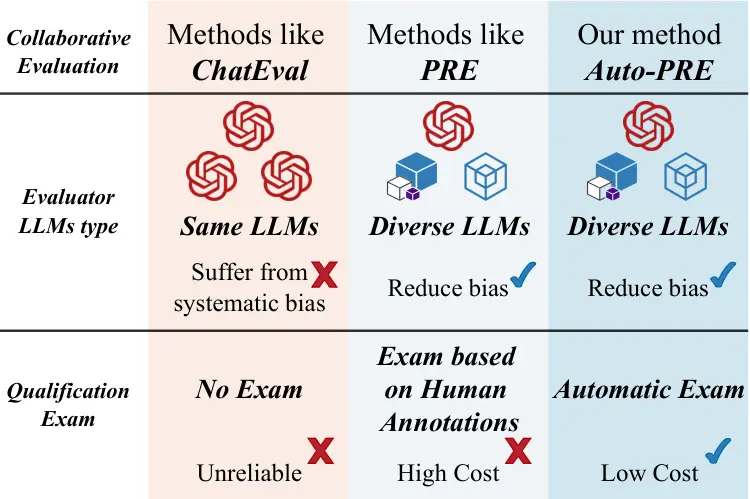 Collaborative
Evaluation
Methods like
ChatEval
Methods like
PRE
Our method
Auto-PRE
Evaluator
LLMs type
Same LLMs
Suffer from
systematic bias
Diverse LLMs
Reduce bias
Diverse LLMs
Reduce bias
Qualification
Exam
No Exam
Unreliable
Exam based
on Human
Annotations
High Cost
Automatic Exam
Low Cost